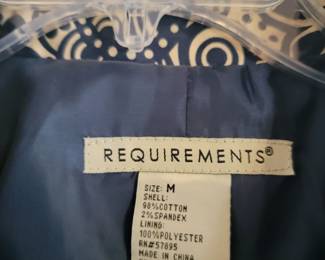 REQUIREMENTS®
SIZE: M
SHELL:
98%COTTON
2%SPANDEX
LINING:
100%POLYESTER
RN#57895
MADE IN CHINA